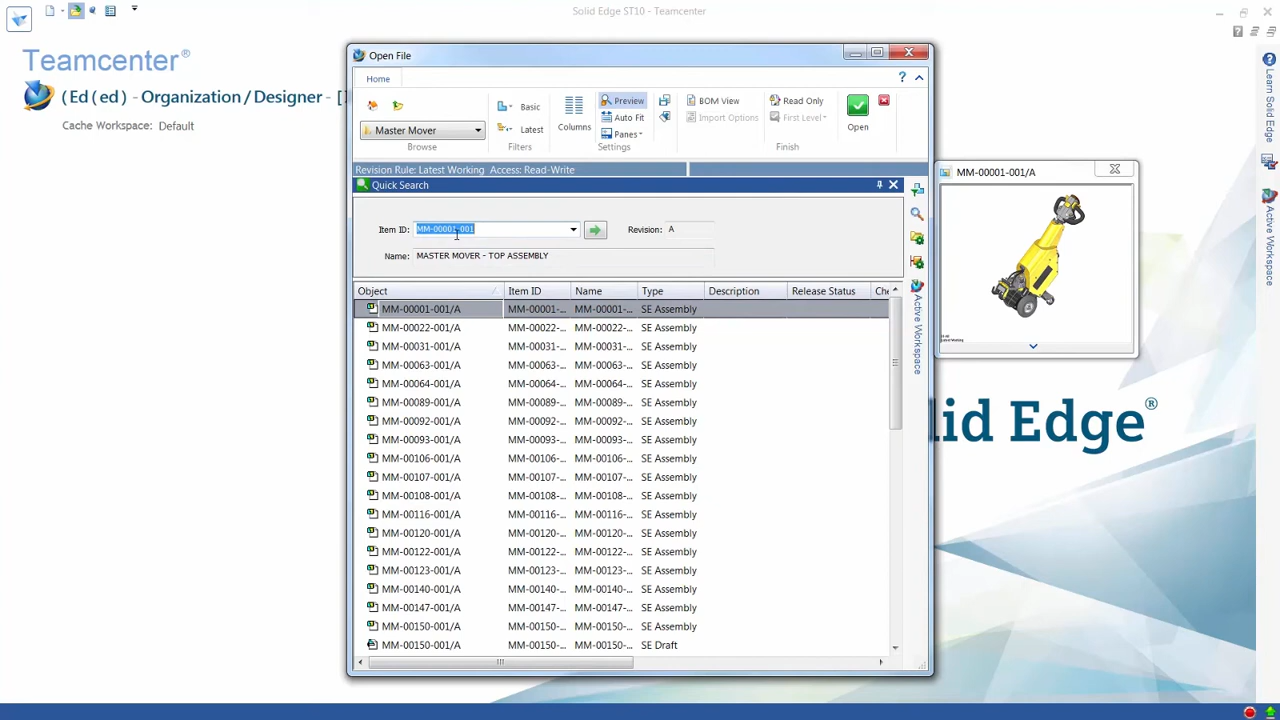 Solid Edge ST10 - Teamcenter
Teamcenter®
(Ed ( ed) - Organization / Designer - [
Cache Workspace: Default
Open File
Home
Master Mover
Browse
Basic
Latest
Filters
Columns
Preview
Auto Fit
Panes
Settings
BOM View
Import Options
Read Only
First Level
Finish
Open
Revision Rule: Latest Working Access: Read-Write
Quick Search
Item ID: MM-00001-001 Revision: A
Name: MASTER MOVER - TOP ASSEMBLY
Object Item ID Name Type Description Release Status Che
MM-00001-001/A MM-00001-... MM-00001-... SE Assembly
MM-00022-001/A MM-00022-... MM-00022-... SE Assembly
MM-00031-001/A MM-00031-... MM-00031-... SE Assembly
MM-00063-001/A MM-00063-... MM-00063-... SE Assembly
MM-00064-001/A MM-00064-... MM-00064-... SE Assembly
MM-00089-001/A MM-00089-... MM-00089-... SE Assembly
MM-00092-001/A MM-00092-... MM-00092-... SE Assembly
MM-00093-001/A MM-00093-... MM-00093-... SE Assembly
MM-00106-001/A MM-00106-... MM-00106-... SE Assembly
MM-00107-001/A MM-00107-... MM-00107-... SE Assembly
MM-00108-001/A MM-00108-... MM-00108-... SE Assembly
MM-00116-001/A MM-00116-... MM-00116-... SE Assembly
MM-00120-001/A MM-00120-... MM-00120-... SE Assembly
MM-00122-001/A MM-00122-... MM-00122-... SE Assembly
MM-00123-001/A MM-00123-... MM-00123-... SE Assembly
MM-00140-001/A MM-00140-... MM-00140-... SE Assembly
MM-00147-001/A MM-00147-... MM-00147-... SE Assembly
MM-00150-001/A MM-00150-... MM-00150-... SE Assembly
MM-00150-001/A MM-00150-... MM-00150-... SE Draft
Active Workspace
MM-00001-001/A
lid Edge®
Learn Solid Edge
Active Workspace